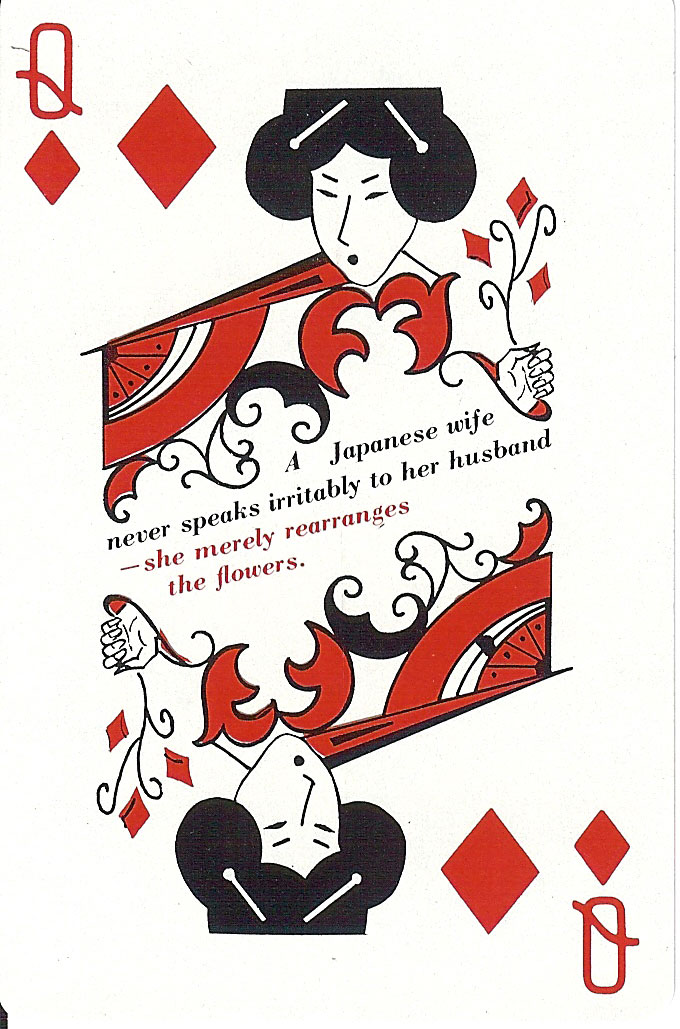 Q
A Japanese wife
never speaks irritably to her husband
—she merely rearranges
the flowers.
Q